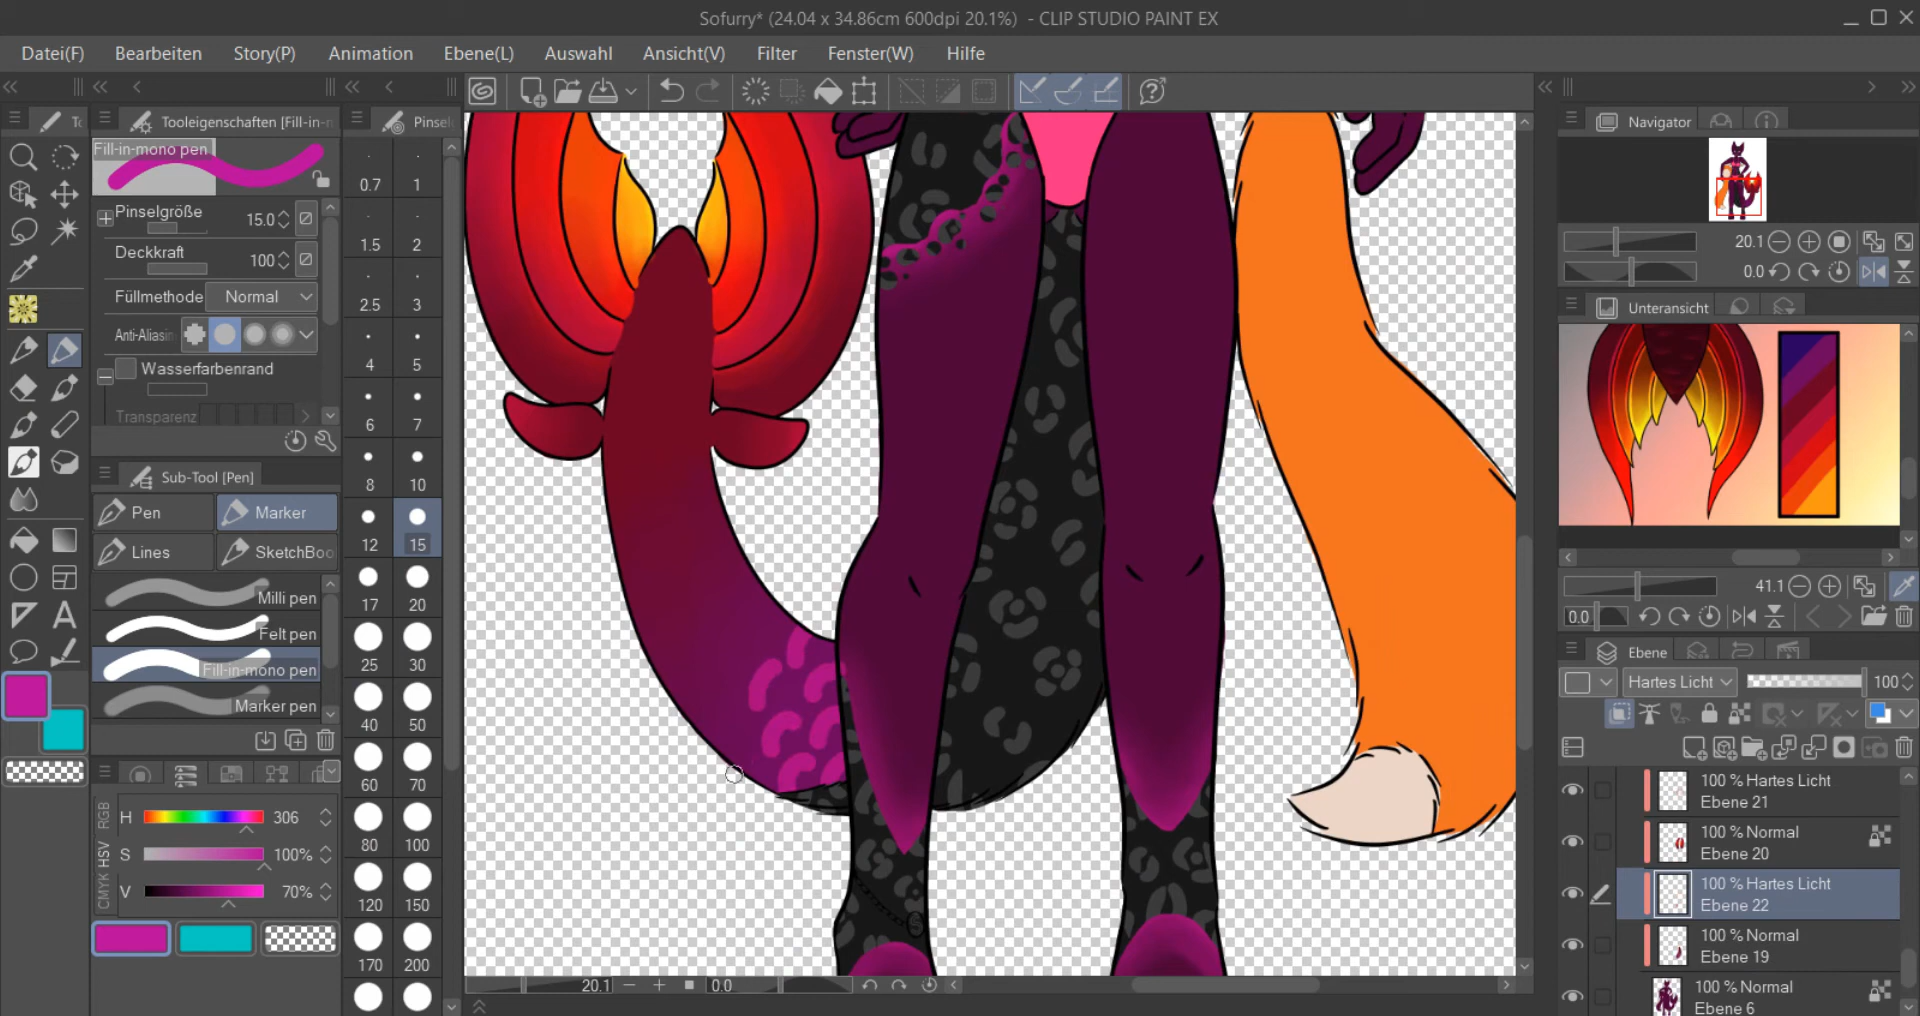 Sofurry* (24.04 x 34.86cm 600dpi 20.1%) - CLIP STUDIO PAINT EX
Datei(F) Bearbeiten Story(P) Animation Ebene(L) Auswahl Ansicht(V) Filter Fenster(W) Hilfe
Tooleigenschaften [Fill-in-
Fill-in-mono pen
Pinselgröße 15.0
Deckkraft 100
Füllmethode Normal
Anti-Aliasin
Wasserfarbenrand
Transparenz
Sub-Tool [Pen]
Pen Marker
Lines SketchBoo
Milli pen
Felt pen
Fill-in-mono pen
Marker pen
RGB
HSV
CMYK
H 306
S 100%
V 70%
Pinsel
0.7 1
1.5 2
2.5 3
4 5
6 7
8 10
12 15
17 20
25 30
40 50
60 70
80 100
120 150
170 200
20.1 0.0
Navigator
20.1
0.0
Unteransicht
41.1
0.0
Ebene
Hartes Licht 100
100 % Hartes Licht
Ebene 21
100 % Normal
Ebene 20
100 % Hartes Licht
Ebene 22
100 % Normal
Ebene 19
100 % Normal
Ebene 6